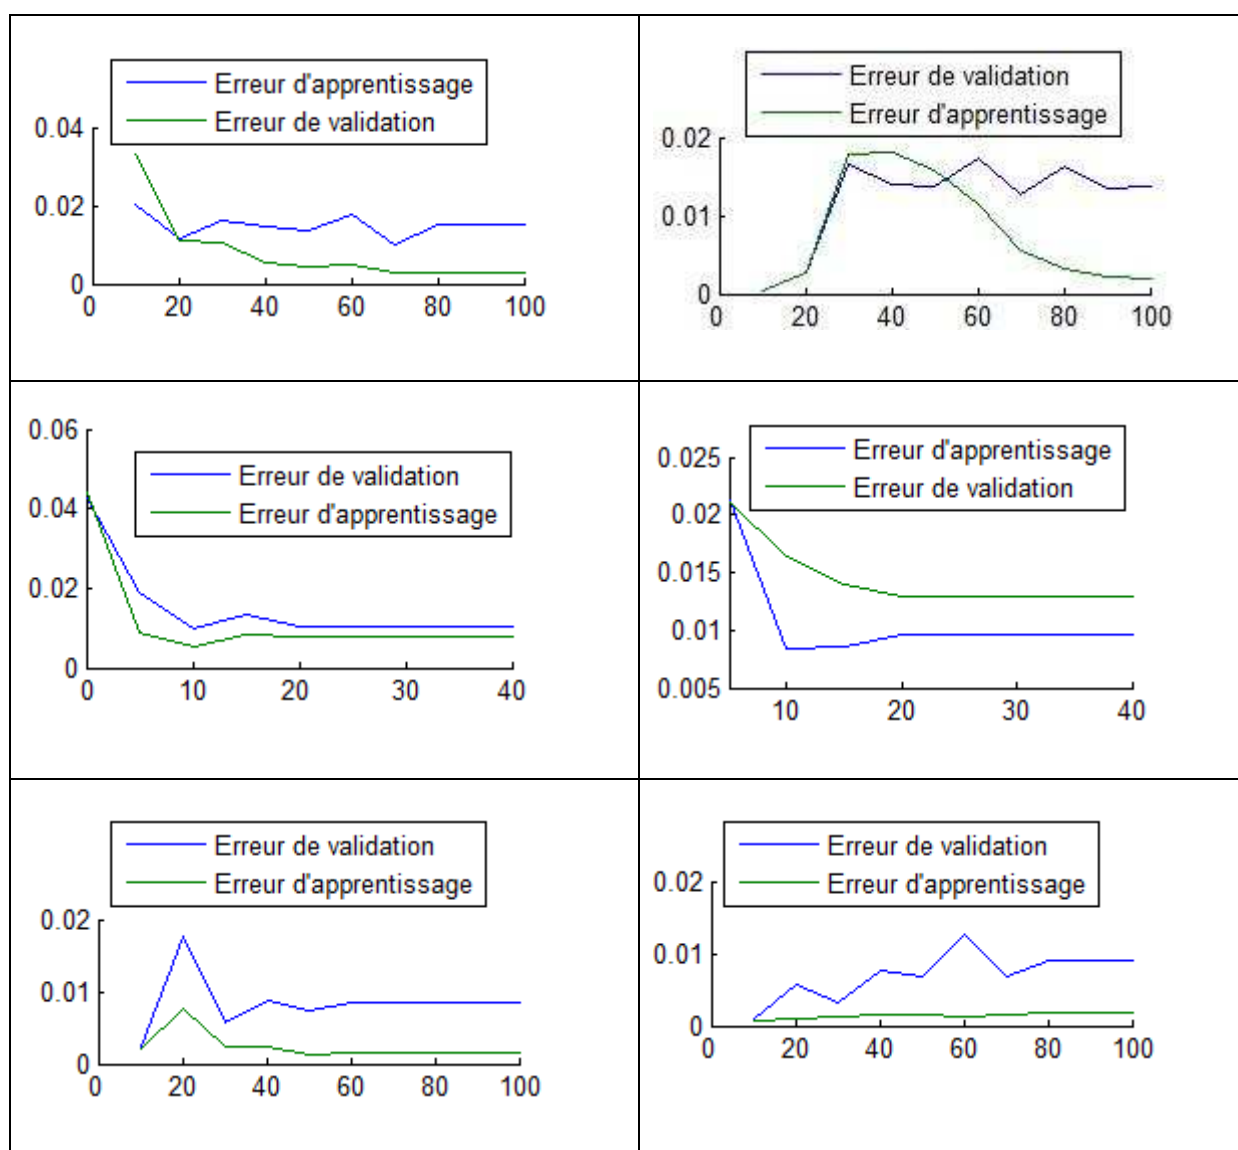 Erreur d'apprentissage
Erreur de validation
0.04
0.02
0
0 20 40 60 80 100
Erreur de validation
Erreur d'apprentissage
0.02
0.01
0
0 20 40 60 80 100
0.06
0.04
0.02
0
Erreur de validation
Erreur d'apprentissage
0 10 20 30 40
Erreur d'apprentissage
Erreur de validation
0.025
0.02
0.015
0.01
0.005
10 20 30 40
Erreur de validation
Erreur d'apprentissage
0.02
0.01
0
0 20 40 60 80 100
Erreur de validation
Erreur d'apprentissage
0.02
0.01
0
0 20 40 60 80 100